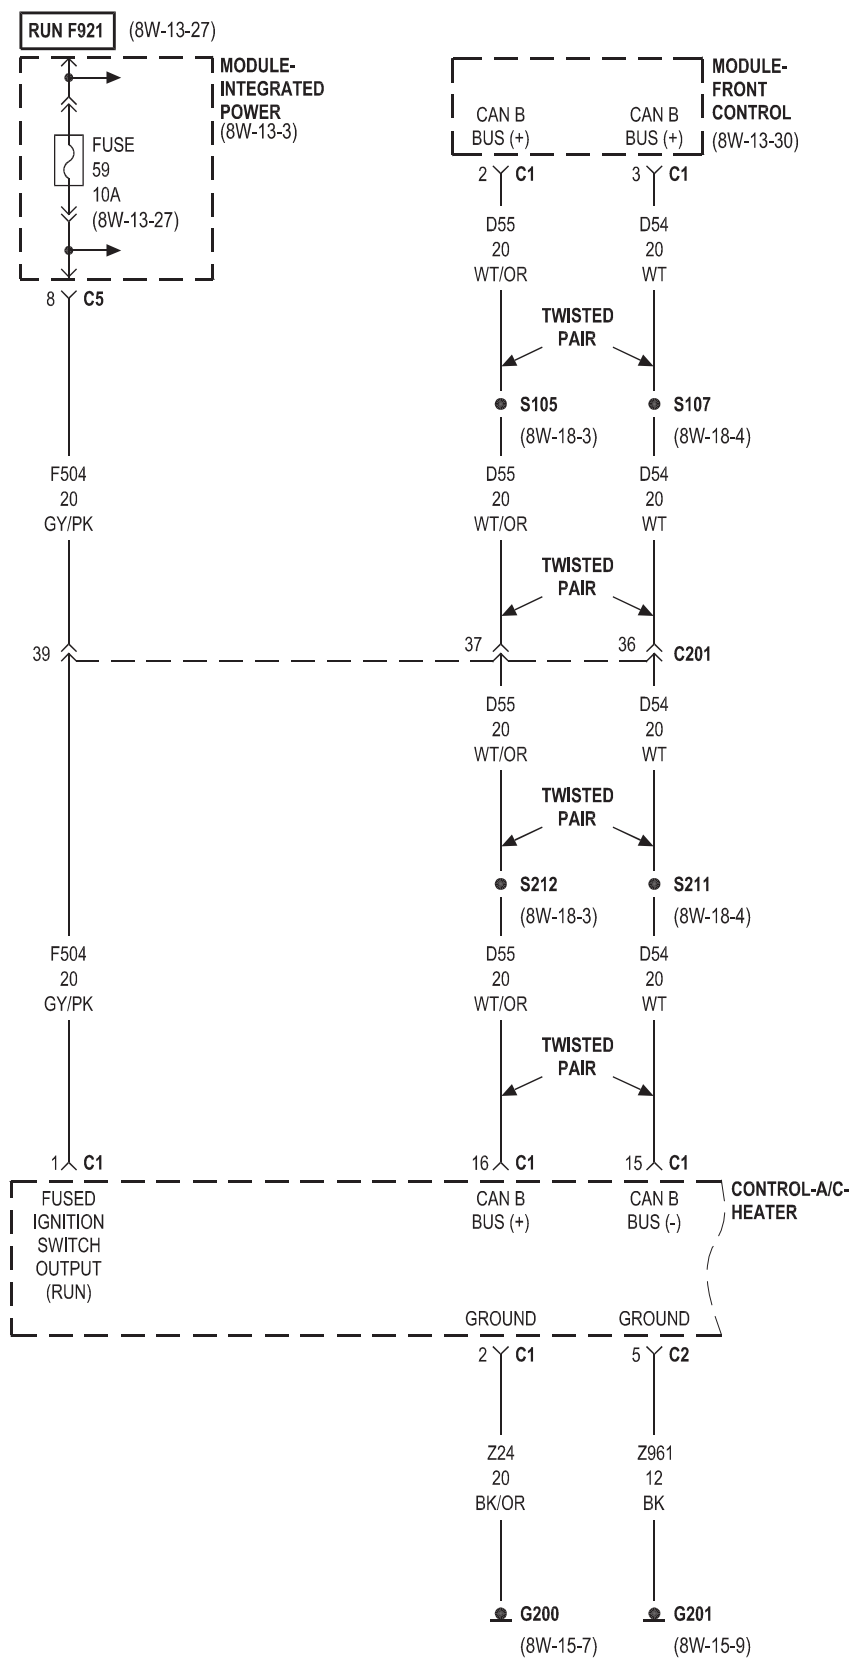 RUN F921 (8W-13-27)
MODULE-
INTEGRATED
POWER
(8W-13-3)
FUSE
59
10A
(8W-13-27)
8 C5
MODULE-
FRONT
CONTROL
(8W-13-30)
CAN B
BUS (+)
CAN B
BUS (+)
2 C1
3 C1
D55
20
WT/OR
D54
20
WT
TWISTED
PAIR
S105
(8W-18-3)
S107
(8W-18-4)
F504
20
GY/PK
D55
20
WT/OR
D54
20
WT
TWISTED
PAIR
39
37
36
C201
D55
20
WT/OR
D54
20
WT
TWISTED
PAIR
S212
(8W-18-3)
S211
(8W-18-4)
F504
20
GY/PK
D55
20
WT/OR
D54
20
WT
TWISTED
PAIR
1 C1
16 C1
15 C1
FUSED
IGNITION
SWITCH
OUTPUT
(RUN)
CAN B
BUS (+)
CAN B
BUS (-)
CONTROL-A/C-
HEATER
GROUND
GROUND
2 C1
5 C2
Z24
20
BK/OR
Z961
12
BK
G200
(8W-15-7)
G201
(8W-15-9)